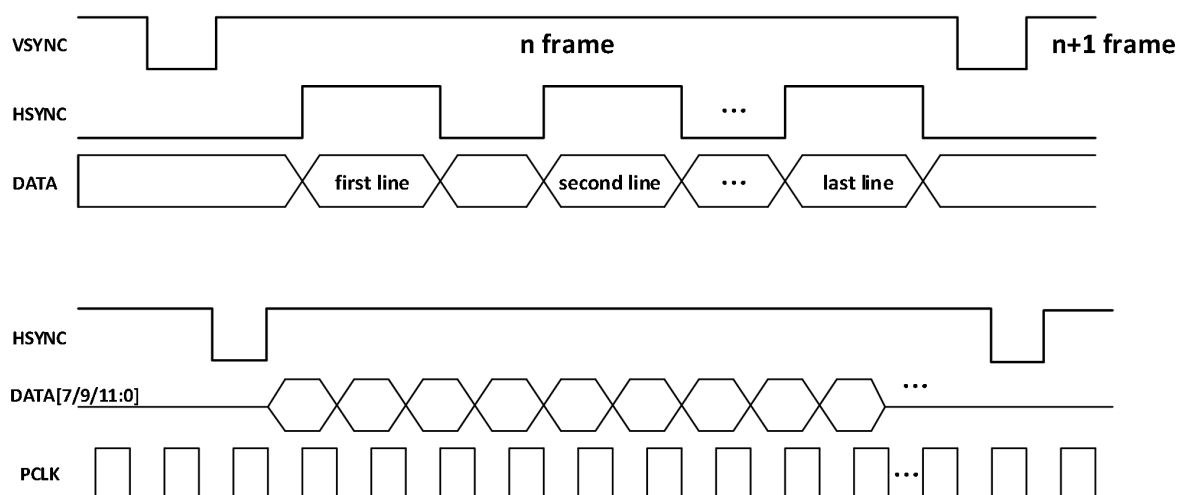 VSYNC
n frame
n+1 frame
HSYNC
...
DATA
first line
second line
...
last line
HSYNC
DATA[7/9/11:0]
...
PCLK
...